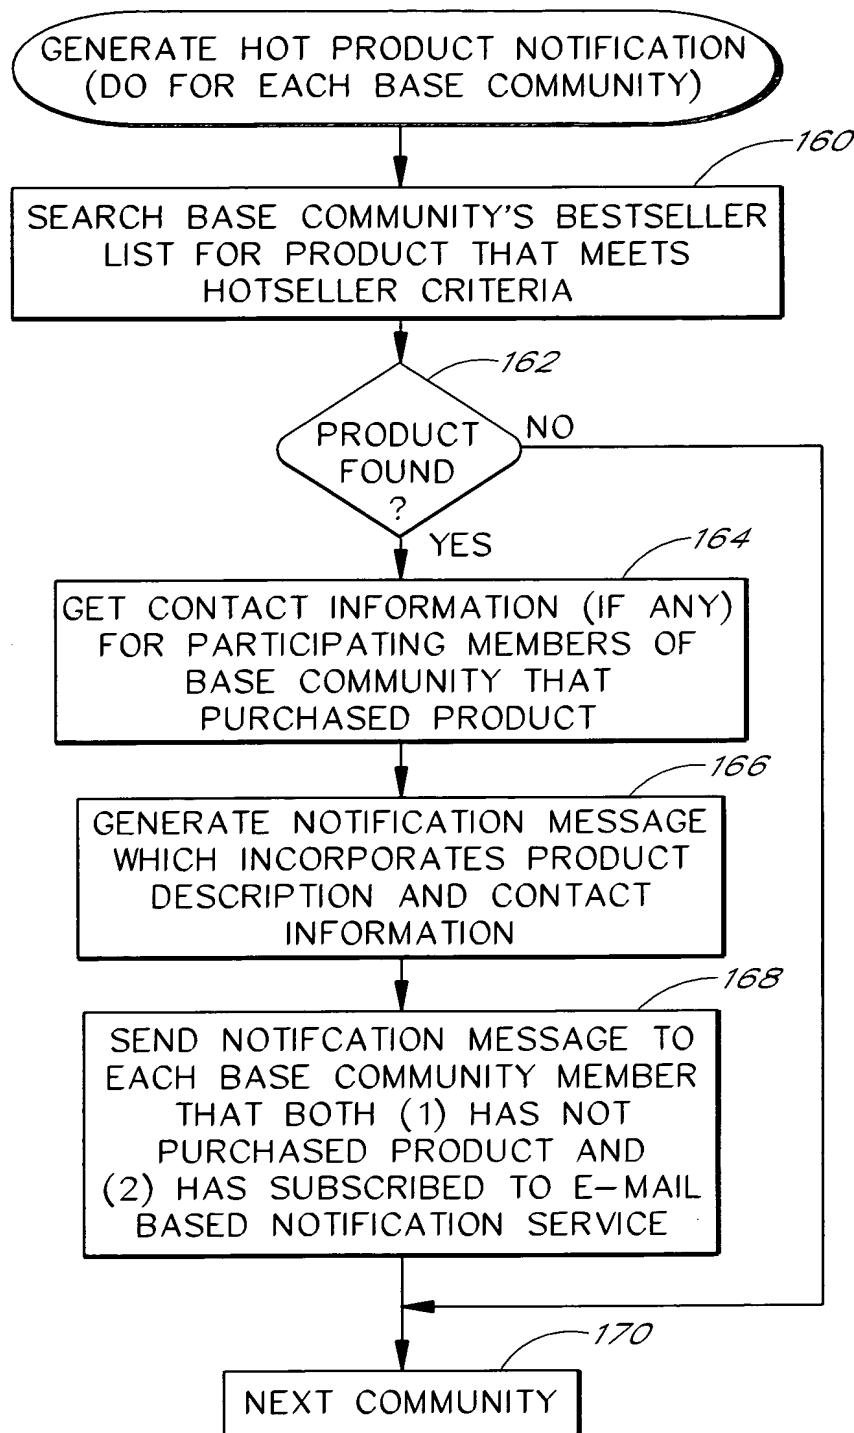 GENERATE HOT PRODUCT NOTIFICATION
(DO FOR EACH BASE COMMUNITY)
160
SEARCH BASE COMMUNITY'S BESTSELLER
LIST FOR PRODUCT THAT MEETS
HOTSELLER CRITERIA
162
PRODUCT
FOUND
?
NO
YES
164
GET CONTACT INFORMATION (IF ANY)
FOR PARTICIPATING MEMBERS OF
BASE COMMUNITY THAT
PURCHASED PRODUCT
166
GENERATE NOTIFICATION MESSAGE
WHICH INCORPORATES PRODUCT
DESCRIPTION AND CONTACT
INFORMATION
168
SEND NOTIFCATION MESSAGE TO
EACH BASE COMMUNITY MEMBER
THAT BOTH (1) HAS NOT
PURCHASED PRODUCT AND
(2) HAS SUBSCRIBED TO E-MAIL
BASED NOTIFICATION SERVICE
170
NEXT COMMUNITY